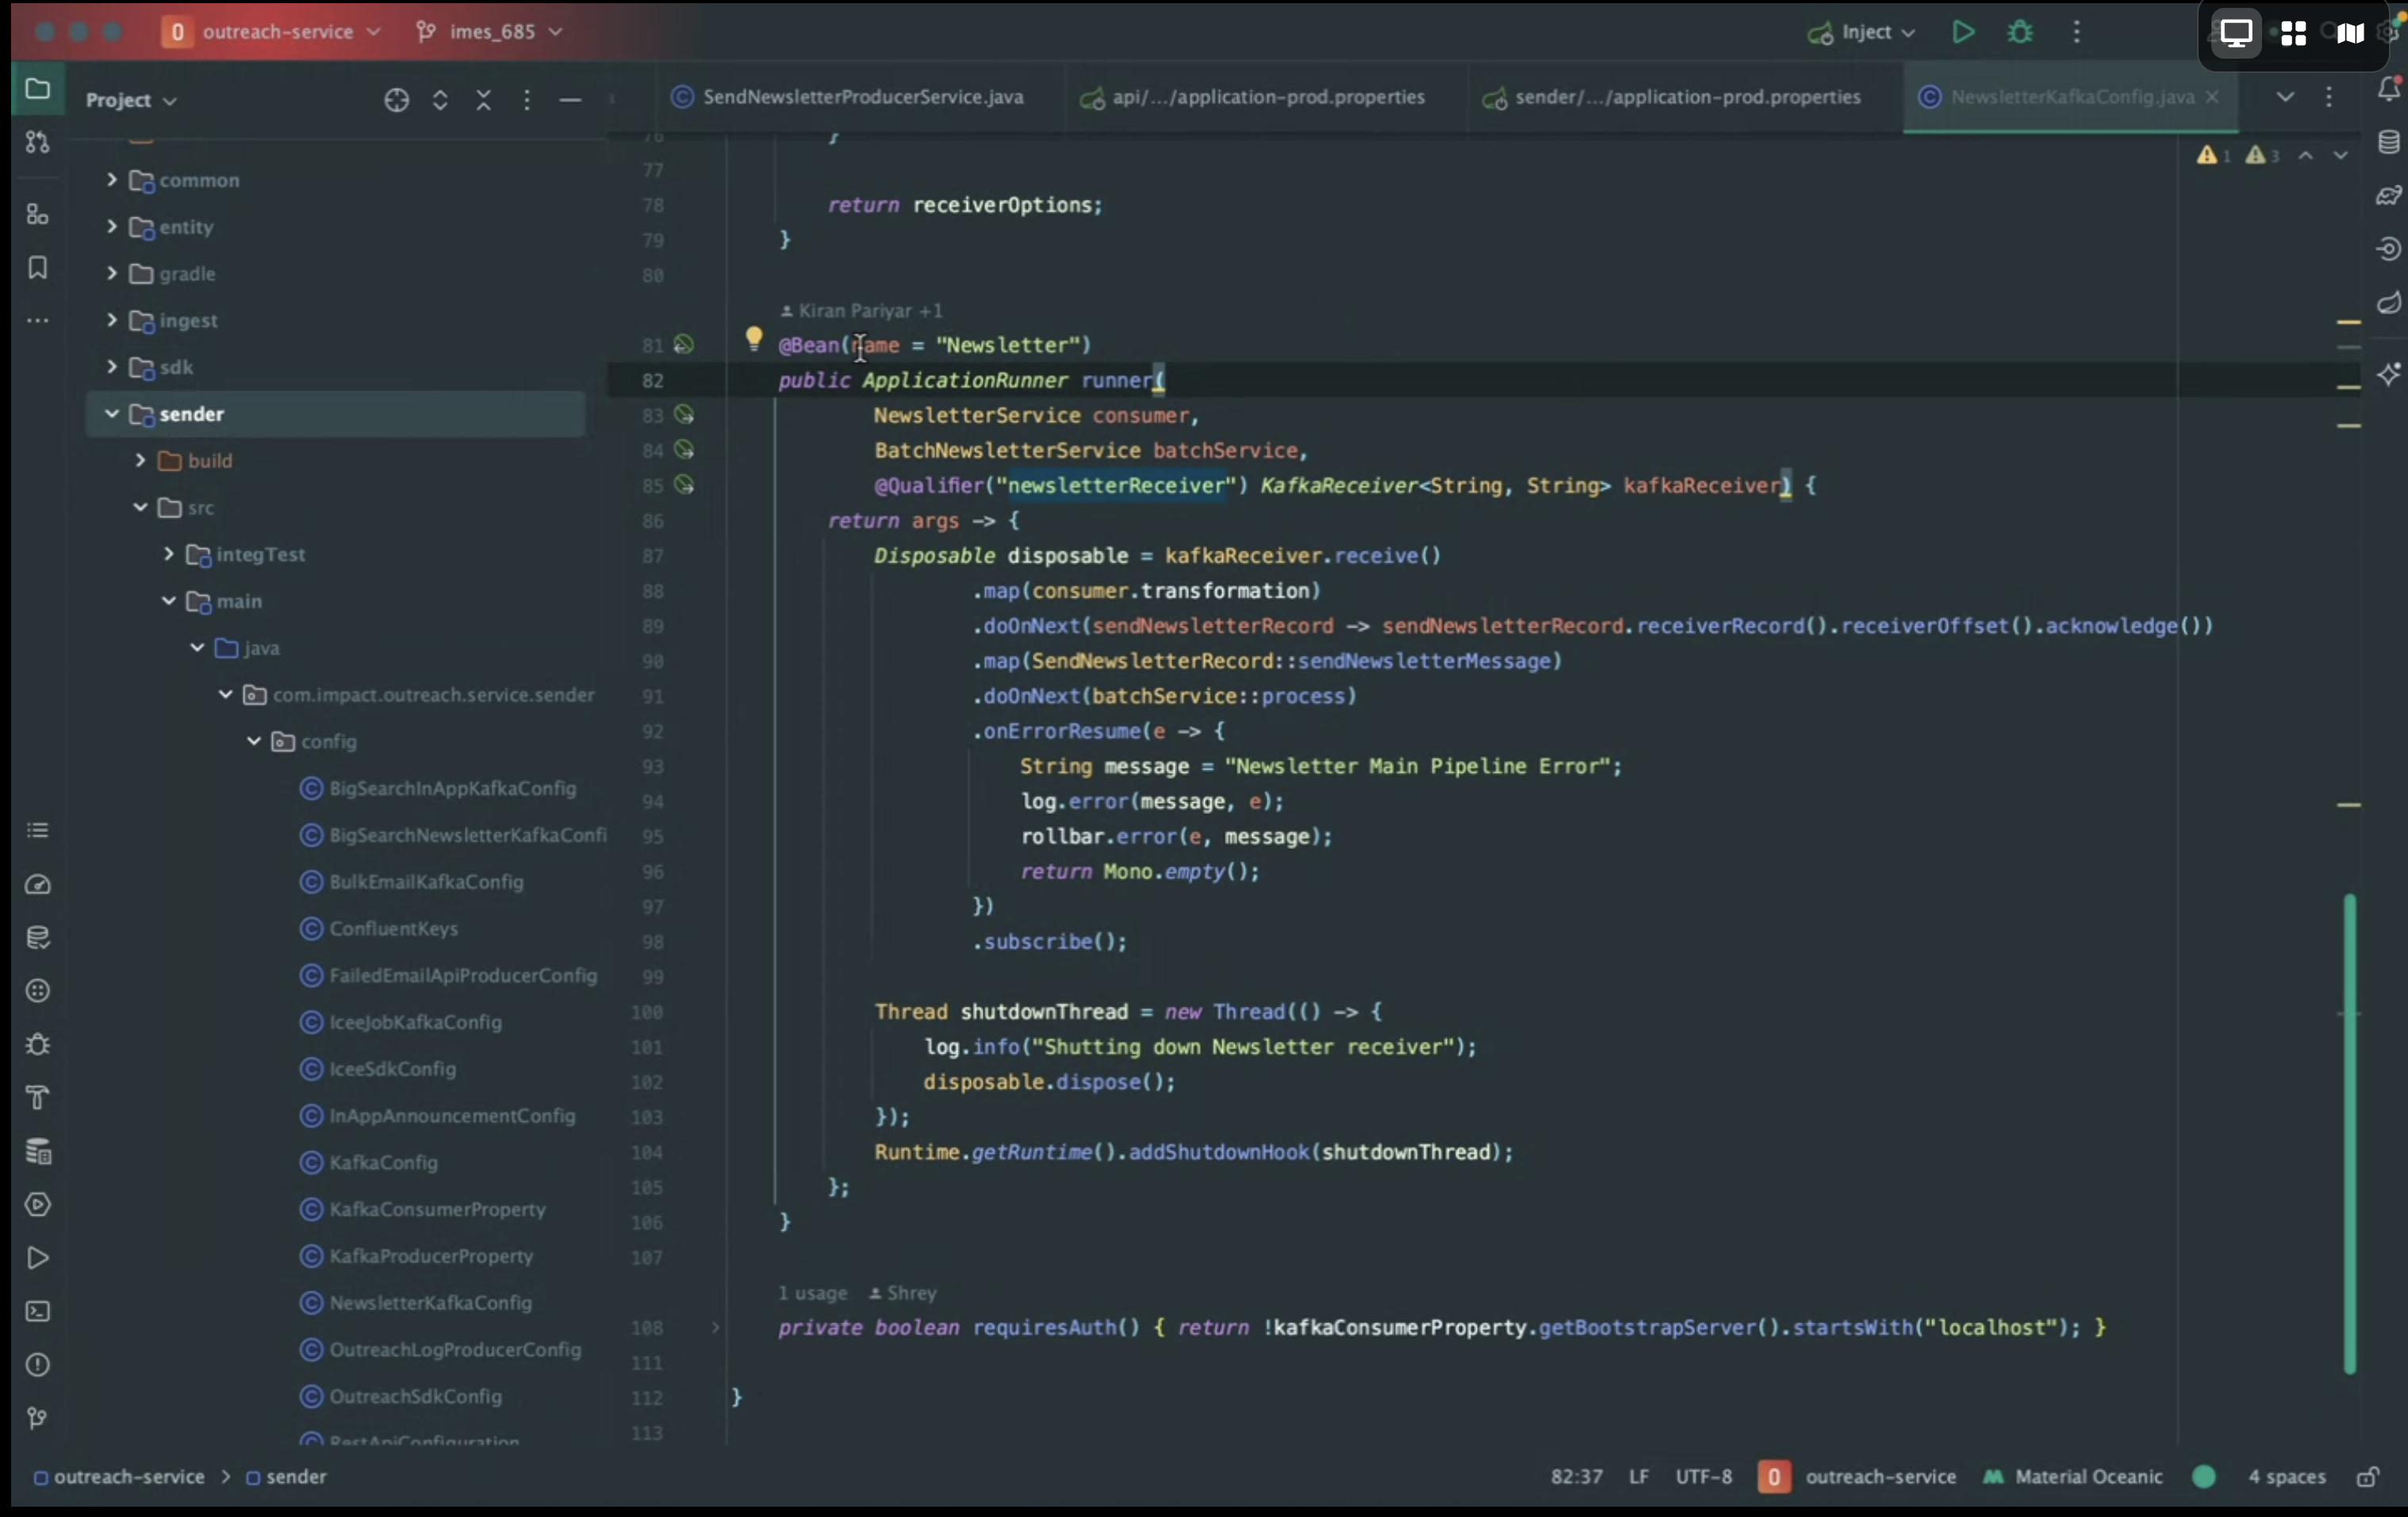 outreach-service
imes_685
Inject
Project
SendNewsletterProducerService.java
api/.../application-prod.properties
sender/.../application-prod.properties
NewsletterKafkaConfig.java
1
3
common
entity
gradle
ingest
sdk
sender
build
src
integTest
main
java
com.impact.outreach.service.sender
config
BigSearchInAppKafkaConfig
BigSearchNewsletterKafkaConfi
BulkEmailKafkaConfig
ConfluentKeys
FailedEmailApiProducerConfig
IceeJobKafkaConfig
IceeSdkConfig
InAppAnnouncementConfig
KafkaConfig
KafkaConsumerProperty
KafkaProducerProperty
NewsletterKafkaConfig
OutreachLogProducerConfig
OutreachSdkConfig
RestApiConfiguration
76 }
77
78 return receiverOptions;
79 }
80
Kiran Pariyar +1
81 @Bean(name = "Newsletter")
82 public ApplicationRunner runner(
83 NewsletterService consumer,
84 BatchNewsletterService batchService,
85 @Qualifier("newsletterReceiver") KafkaReceiver<String, String> kafkaReceiver) {
86 return args -> {
87 Disposable disposable = kafkaReceiver.receive()
88 .map(consumer.transformation)
89 .doOnNext(sendNewsletterRecord -> sendNewsletterRecord.receiverRecord().receiverOffset().acknowledge())
90 .map(SendNewsletterRecord::sendNewsletterMessage)
91 .doOnNext(batchService::process)
92 .onErrorResume(e -> {
93 String message = "Newsletter Main Pipeline Error";
94 log.error(message, e);
95 rollbar.error(e, message);
96 return Mono.empty();
97 })
98 .subscribe();
99
100 Thread shutdownThread = new Thread(() -> {
101 log.info("Shutting down Newsletter receiver");
102 disposable.dispose();
103 });
104 Runtime.getRuntime().addShutdownHook(shutdownThread);
105 };
106 }
107
1 usage Shrey
108 private boolean requiresAuth() { return !kafkaConsumerProperty.getBootstrapServer().startsWith("localhost"); }
111
112 }
113
outreach-service > sender
82:37 LF UTF-8 outreach-service Material Oceanic 4 spaces